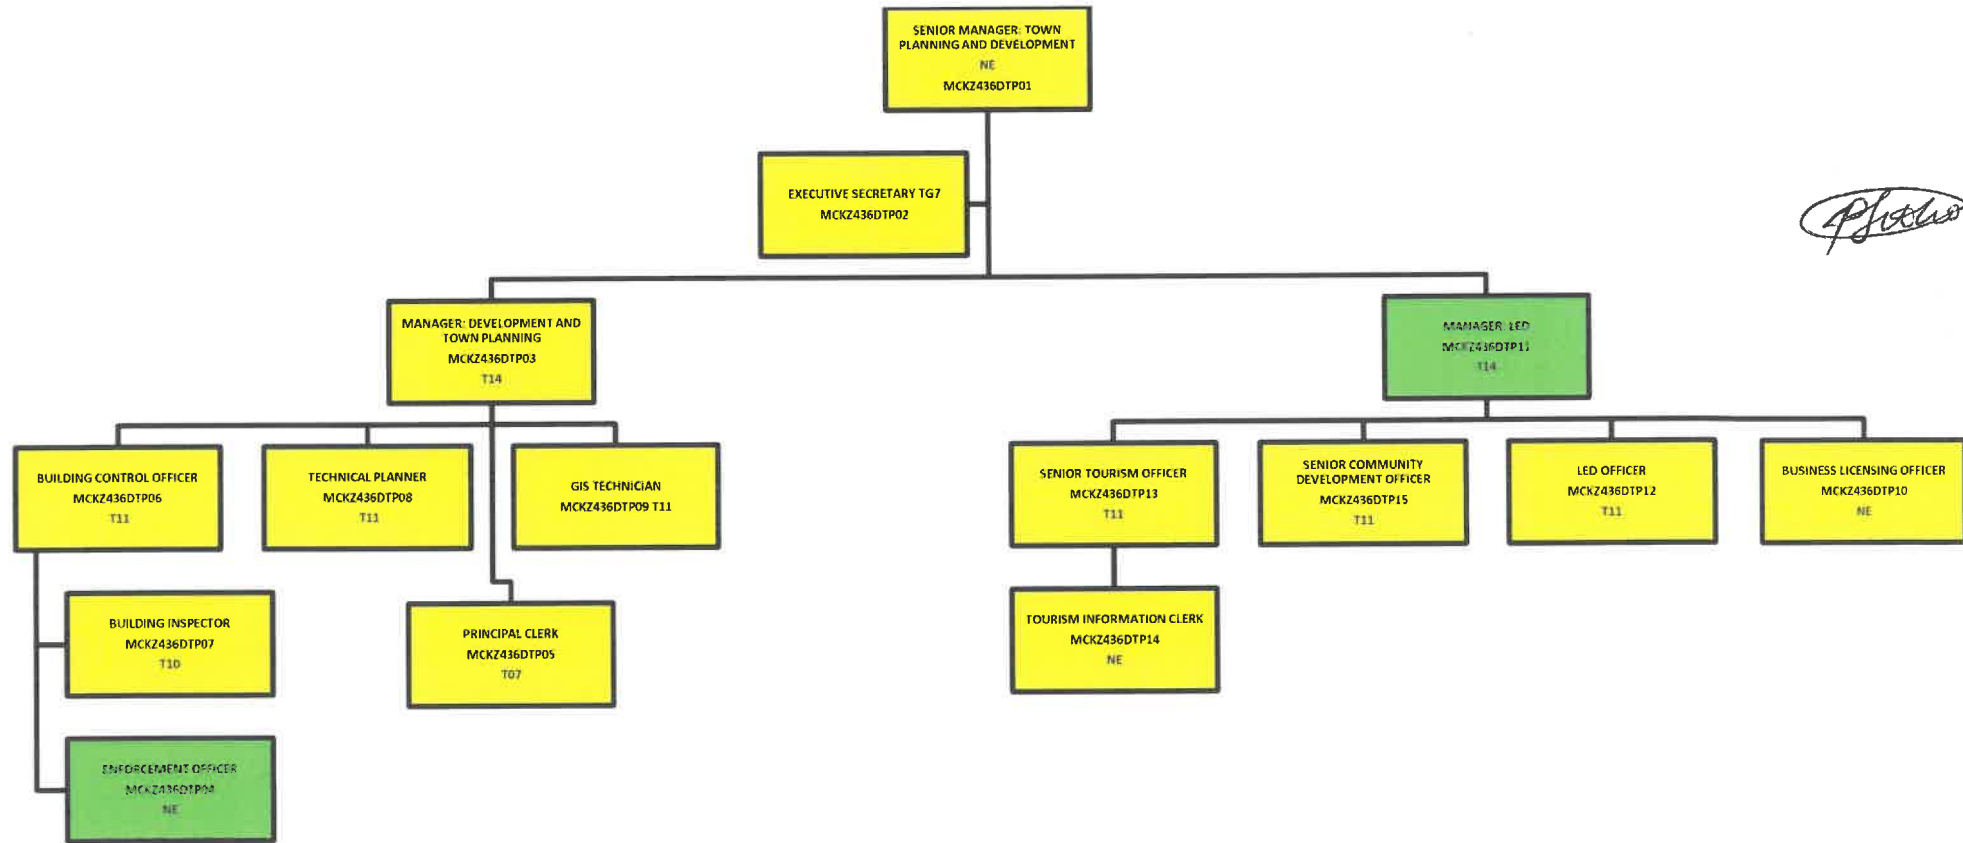 SENIOR MANAGER: TOWN
PLANNING AND DEVELOPMENT
NE
MCKZ436DTP01
EXECUTIVE SECRETARY TG7
MCKZ436DTP02
MANAGER: DEVELOPMENT AND
TOWN PLANNING
MCKZ436DTP03
T14
MANAGER: LED
MCKZ436DTP11
T14
BUILDING CONTROL OFFICER
MCKZ436DTP06
T11
TECHNICAL PLANNER
MCKZ436DTP08
T11
GIS TECHNICIAN
MCKZ436DTP09 T11
SENIOR TOURISM OFFICER
MCKZ436DTP13
T11
SENIOR COMMUNITY
DEVELOPMENT OFFICER
MCKZ436DTP15
T11
LED OFFICER
MCKZ436DTP12
T11
BUSINESS LICENSING OFFICER
MCKZ436DTP10
NE
BUILDING INSPECTOR
MCKZ436DTP07
T10
PRINCIPAL CLERK
MCKZ436DTP05
T07
TOURISM INFORMATION CLERK
MCKZ436DTP14
NE
ENFORCEMENT OFFICER
MCKZ436DTP04
NE